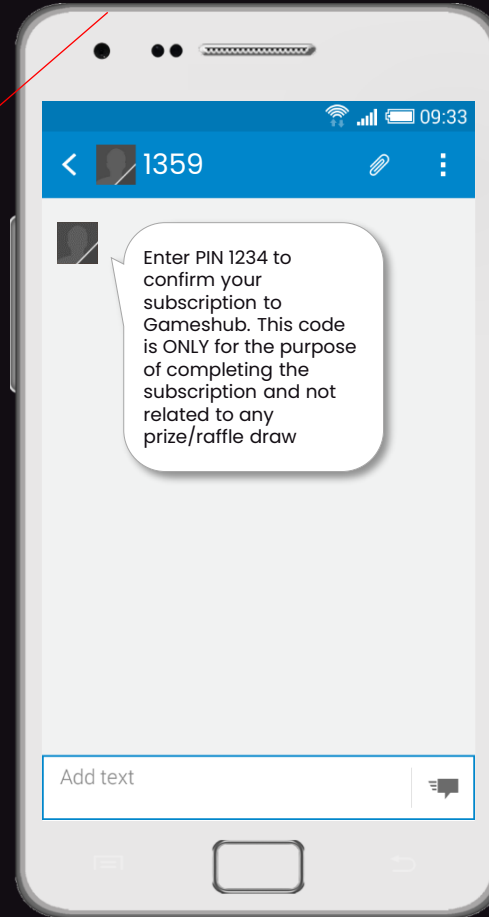 09:33
1359
Enter PIN 1234 to
confirm your
subscription to
Gameshub. This code
is ONLY for the purpose
of completing the
subscription and not
related to any
prize/raffle draw
Add text